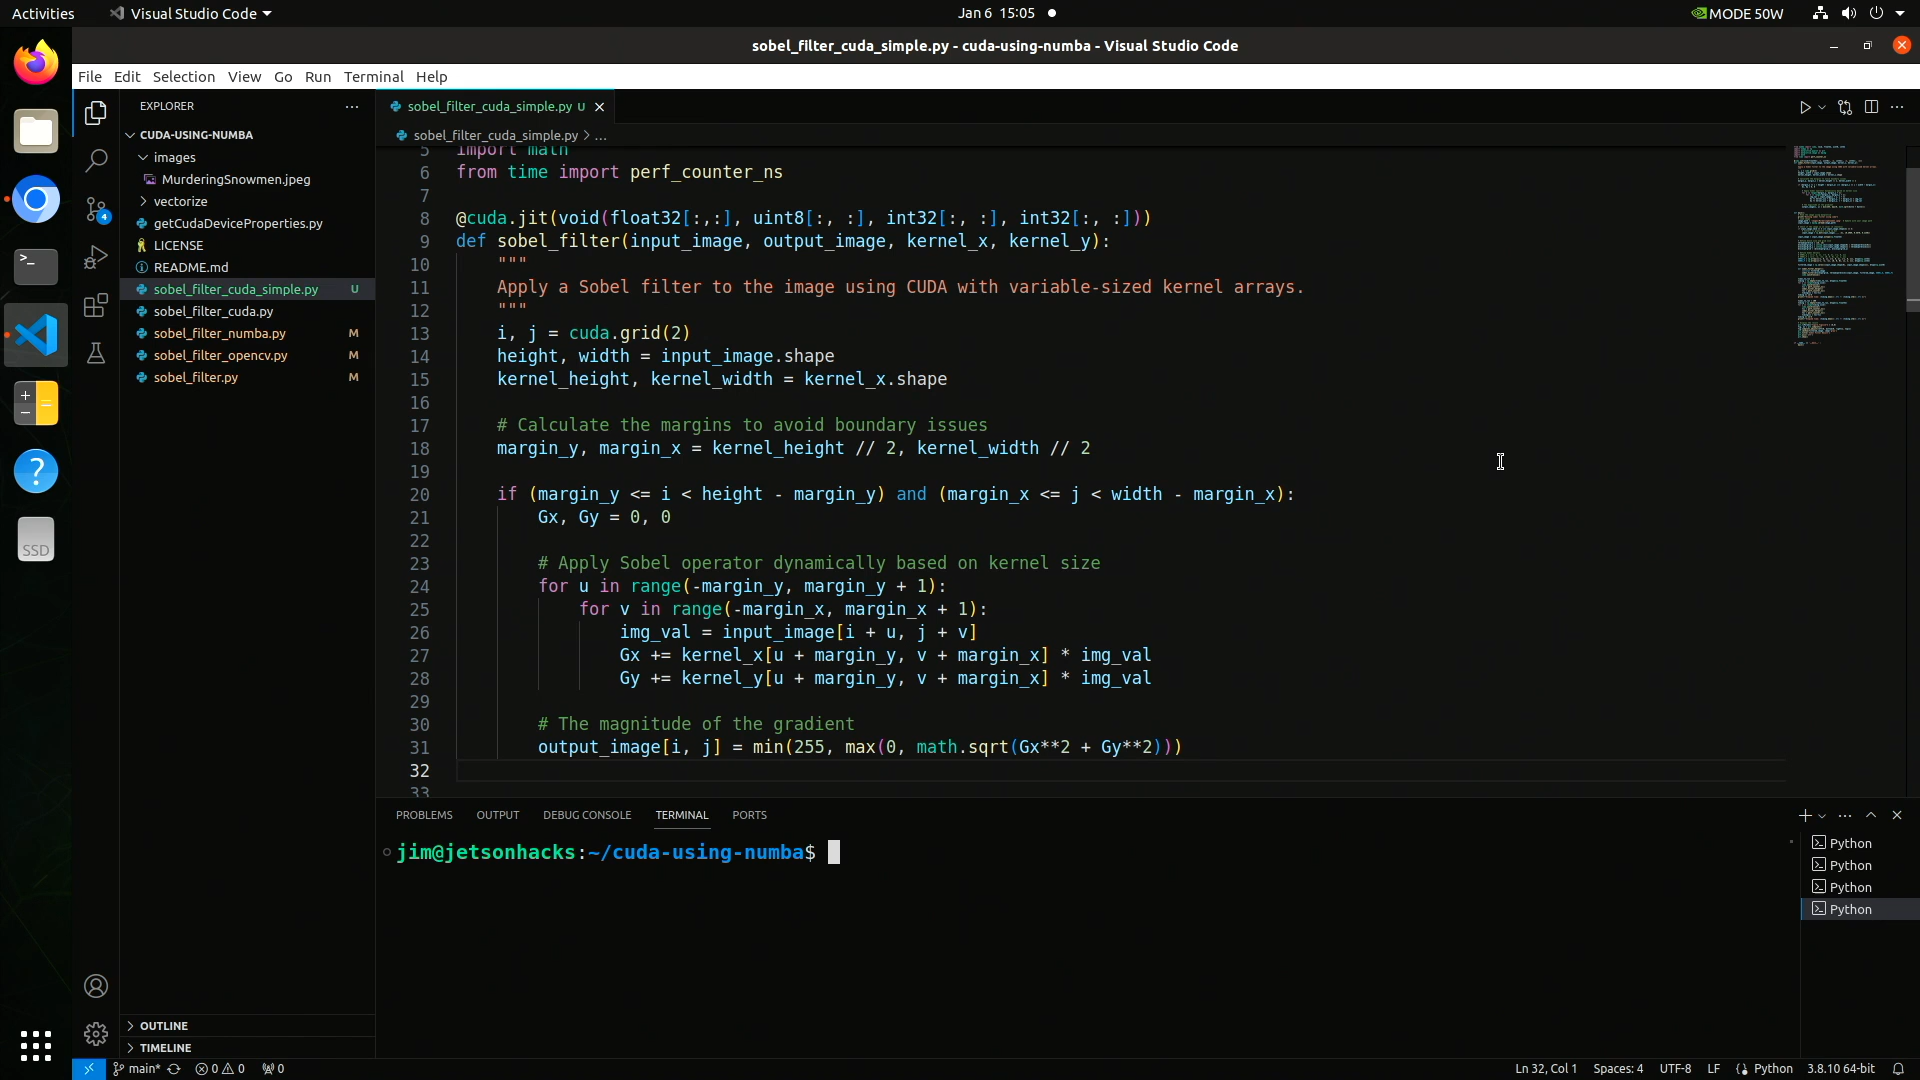 Activities
Visual Studio Code
Jan 6 15:05
MODE 50W
sobel_filter_cuda_simple.py - cuda-using-numba - Visual Studio Code
File Edit Selection View Go Run Terminal Help
EXPLORER
CUDA-USING-NUMBA
images
MurderingSnowmen.jpeg
vectorize
getCudaDeviceProperties.py
LICENSE
README.md
sobel_filter_cuda_simple.py U
sobel_filter_cuda.py
sobel_filter_numba.py M
sobel_filter_opencv.py M
sobel_filter.py M
OUTLINE
TIMELINE
4
SSD
sobel_filter_cuda_simple.py U
sobel_filter_cuda_simple.py > ...
5 import math
6 from time import perf_counter_ns
7
8 @cuda.jit(void(float32[:,:], uint8[:, :], int32[:, :], int32[:, :]))
9 def sobel_filter(input_image, output_image, kernel_x, kernel_y):
10 """
11 Apply a Sobel filter to the image using CUDA with variable-sized kernel arrays.
12 """
13 i, j = cuda.grid(2)
14 height, width = input_image.shape
15 kernel_height, kernel_width = kernel_x.shape
16
17 # Calculate the margins to avoid boundary issues
18 margin_y, margin_x = kernel_height // 2, kernel_width // 2
19
20 if (margin_y <= i < height - margin_y) and (margin_x <= j < width - margin_x):
21 Gx, Gy = 0, 0
22
23 # Apply Sobel operator dynamically based on kernel size
24 for u in range(-margin_y, margin_y + 1):
25 for v in range(-margin_x, margin_x + 1):
26 img_val = input_image[i + u, j + v]
27 Gx += kernel_x[u + margin_y, v + margin_x] * img_val
28 Gy += kernel_y[u + margin_y, v + margin_x] * img_val
29
30 # The magnitude of the gradient
31 output_image[i, j] = min(255, max(0, math.sqrt(Gx**2 + Gy**2)))
32
33
PROBLEMS OUTPUT DEBUG CONSOLE TERMINAL PORTS
jim@jetsonhacks:~/cuda-using-numba$
Python
Python
Python
Python
main* 0 0 0
Ln 32, Col 1 Spaces: 4 UTF-8 LF Python 3.8.10 64-bit